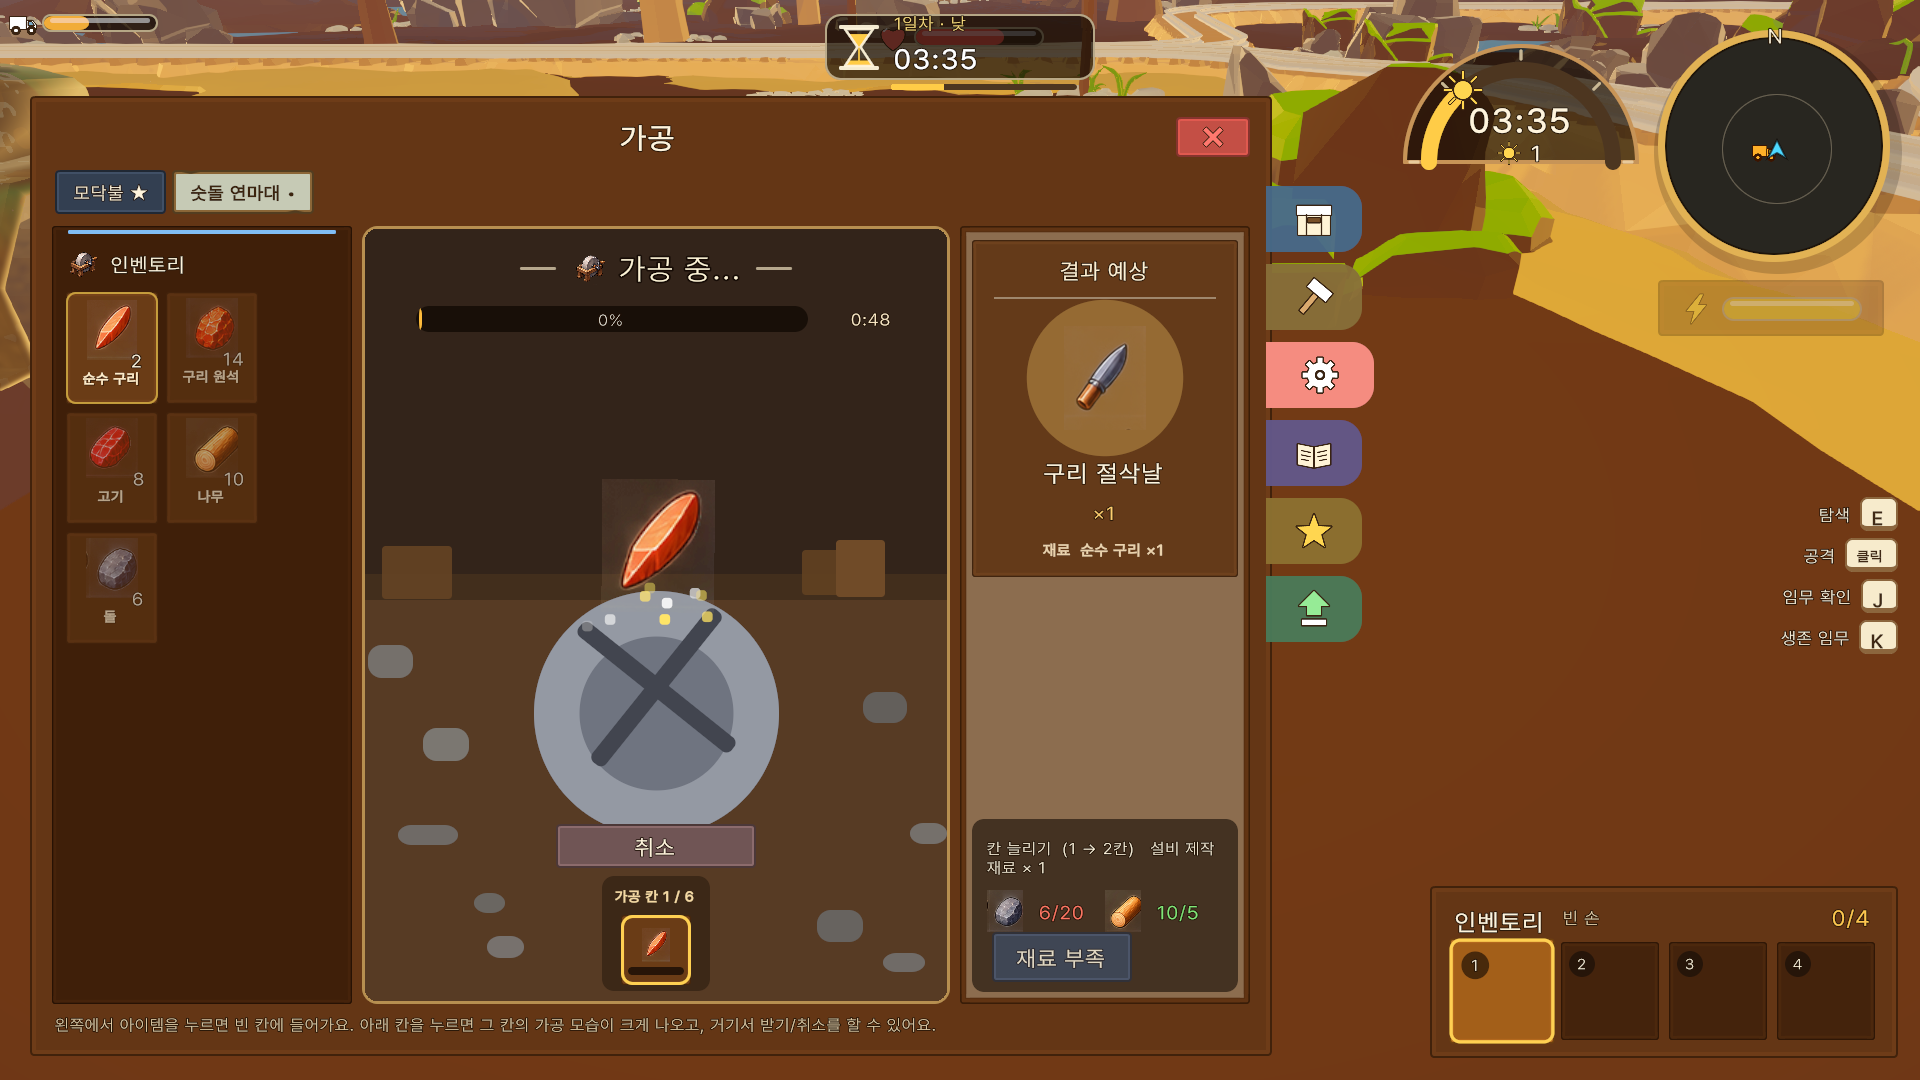 1일차 · 낮
03:35
N
03:35
1
가공
모닥불 ★
숫돌 연마대 •
인벤토리
2
순수 구리
14
구리 원석
8
고기
10
나무
6
돌
가공 중...
0%
0:48
취소
가공 칸 1 / 6
결과 예상
구리 절삭날
×1
재료 순수 구리 ×1
칸 늘리기 (1 → 2칸) 설비 제작
재료 × 1
6/20
10/5
재료 부족
왼쪽에서 아이템을 누르면 빈 칸에 들어가요. 아래 칸을 누르면 그 칸의 가공 모습이 크게 나오고, 거기서 받기/취소를 할 수 있어요.
탐색 E
공격 클릭
임무 확인 J
생존 임무 K
인벤토리 빈 손 0/4
1 2 3 4